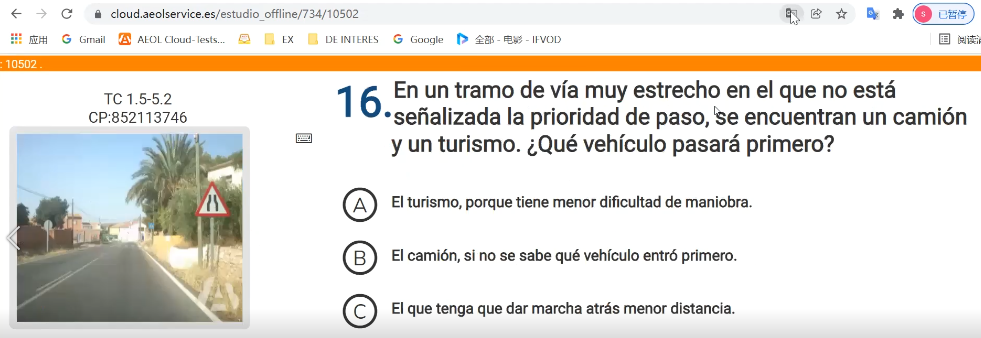 cloud.aeolservice.es/estudio_offline/734/10502
S 已暂停
应用 Gmail AEOL Cloud-Tests... EX DE INTERES Google 全部 - 电影 - IFVOD
: 10502 .
TC 1.5-5.2
CP:852113746
16. En un tramo de vía muy estrecho en el que no está
señalizada la prioridad de paso, se encuentran un camión
y un turismo. ¿Qué vehículo pasará primero?
A El turismo, porque tiene menor dificultad de maniobra.
B El camión, si no se sabe qué vehículo entró primero.
C El que tenga que dar marcha atrás menor distancia.